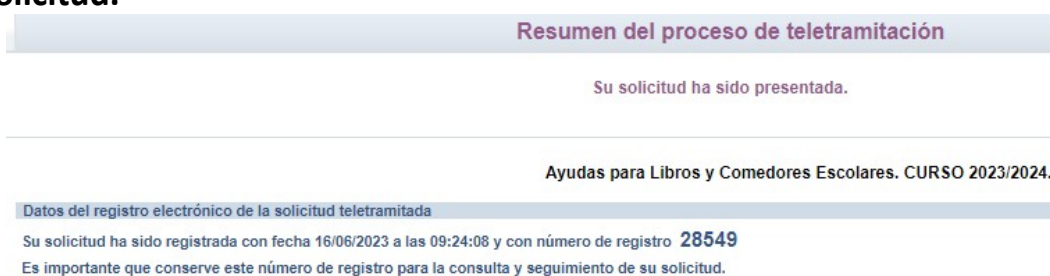 olicitud.
Resumen del proceso de teletramitación
Su solicitud ha sido presentada.
Ayudas para Libros y Comedores Escolares. CURSO 2023/2024.
Datos del registro electrónico de la solicitud teletramitada
Su solicitud ha sido registrada con fecha 16/06/2023 a las 09:24:08 y con número de registro 28549
Es importante que conserve este número de registro para la consulta y seguimiento de su solicitud.